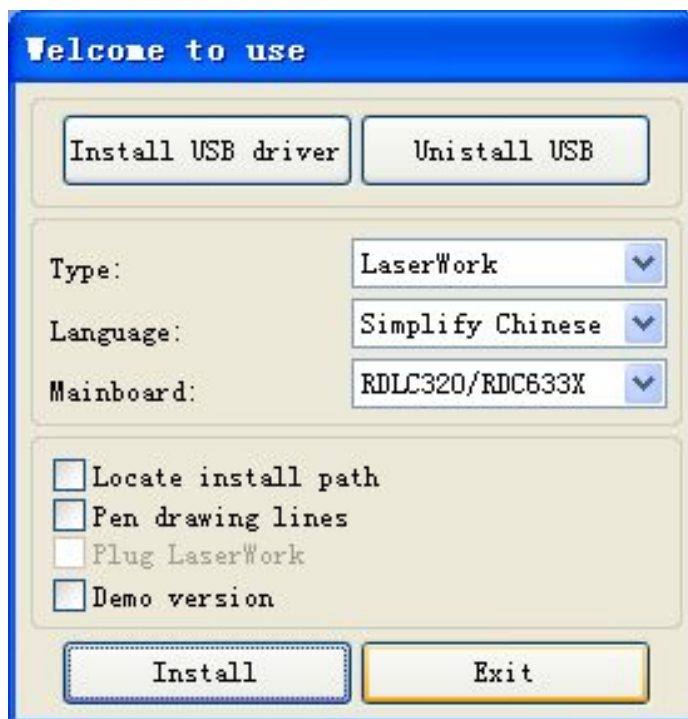 Welcome to use
Install USB driver
Unistall USB
Type:
LaserWork
Language:
Simplify Chinese
Mainboard:
RDLC320/RDC633X
Locate install path
Pen drawing lines
Plug LaserWork
Demo version
Install
Exit